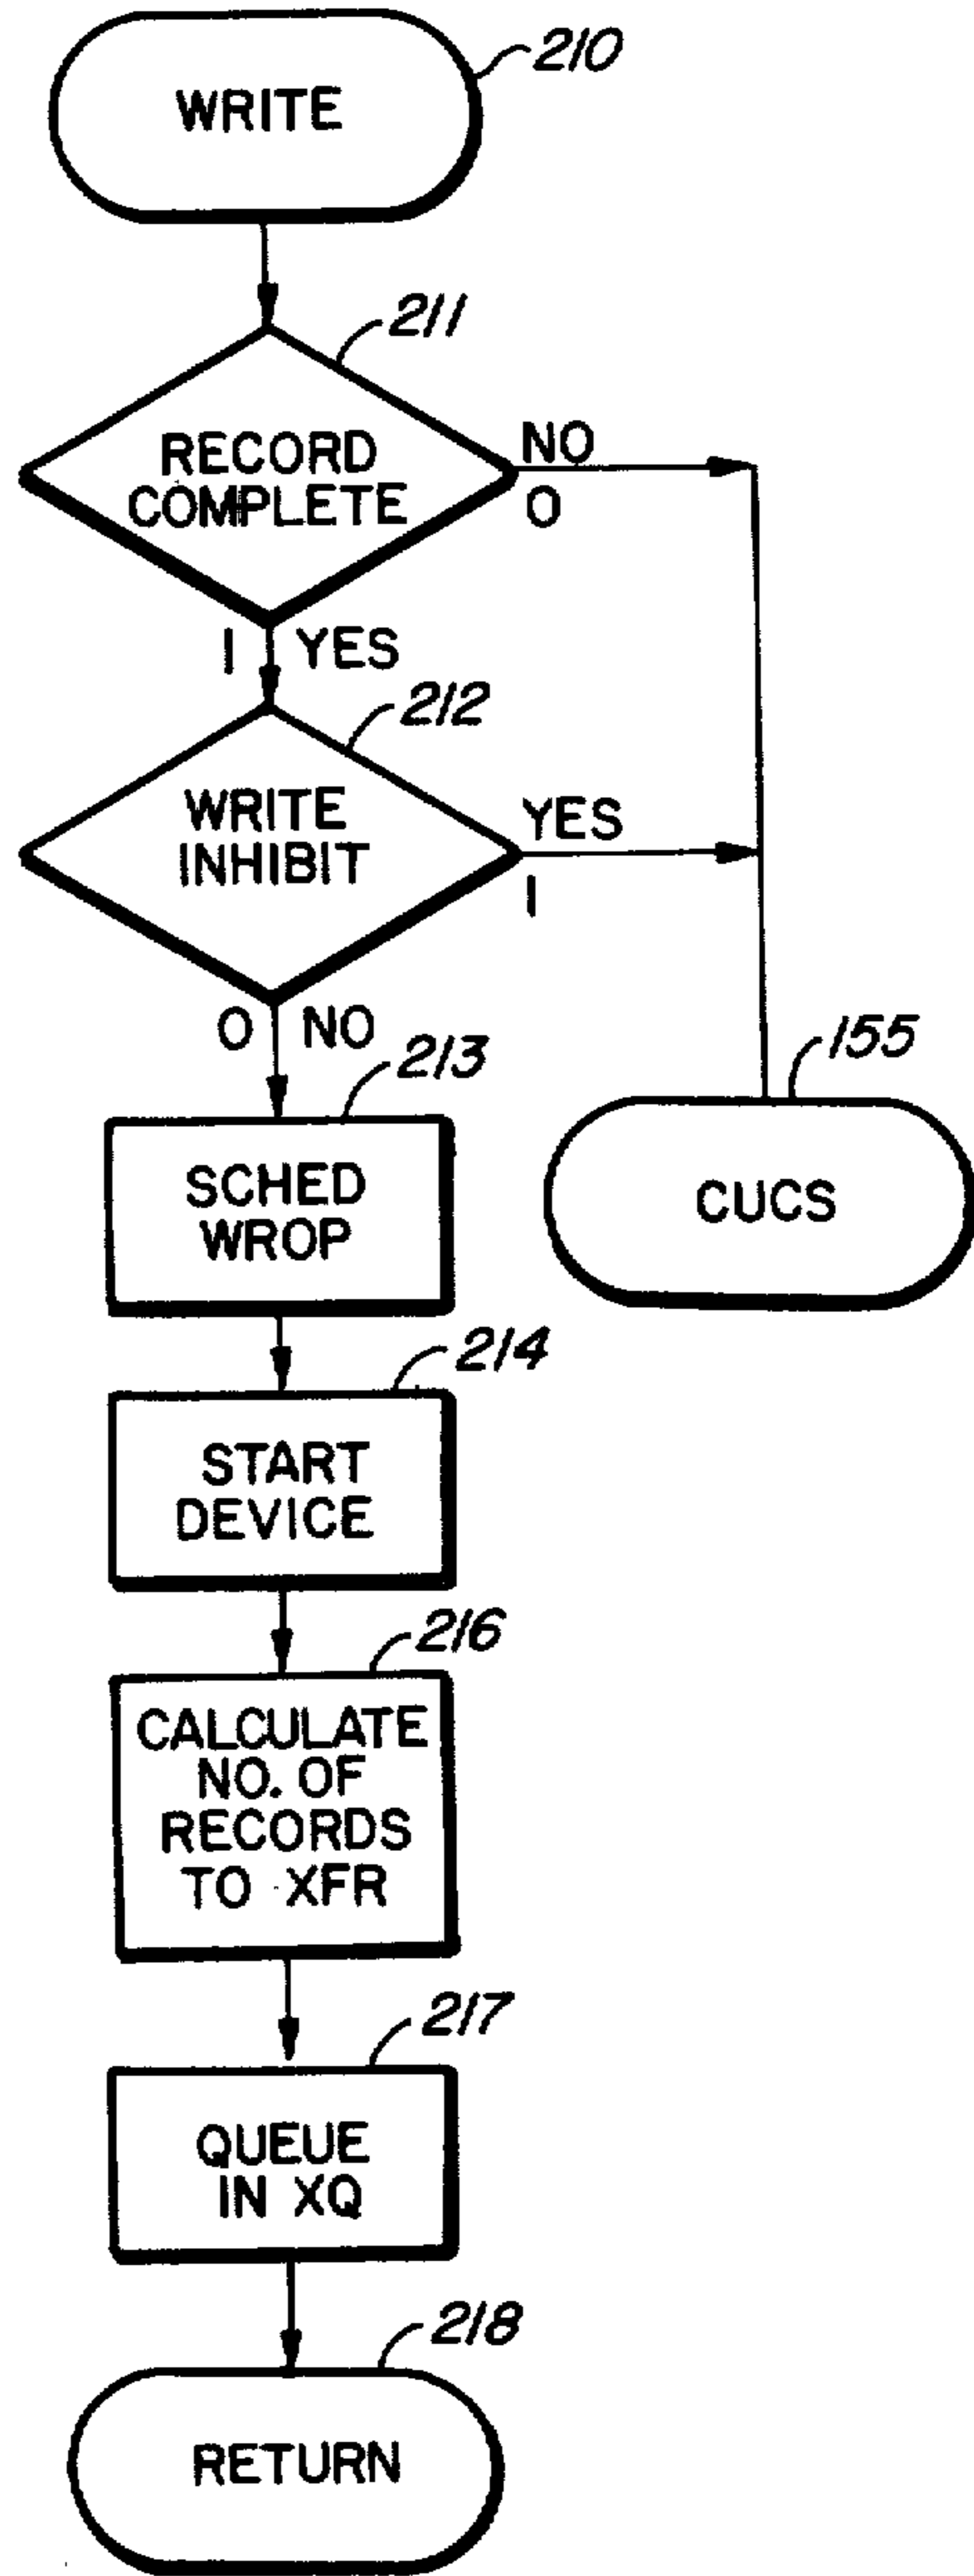 210
WRITE
211
RECORD
COMPLETE
NO
0
1 YES
212
WRITE
INHIBIT
YES
1
0 NO
213
SCHED
WROP
155
CUCS
214
START
DEVICE
216
CALCULATE
NO. OF
RECORDS
TO XFR
217
QUEUE
IN XQ
218
RETURN